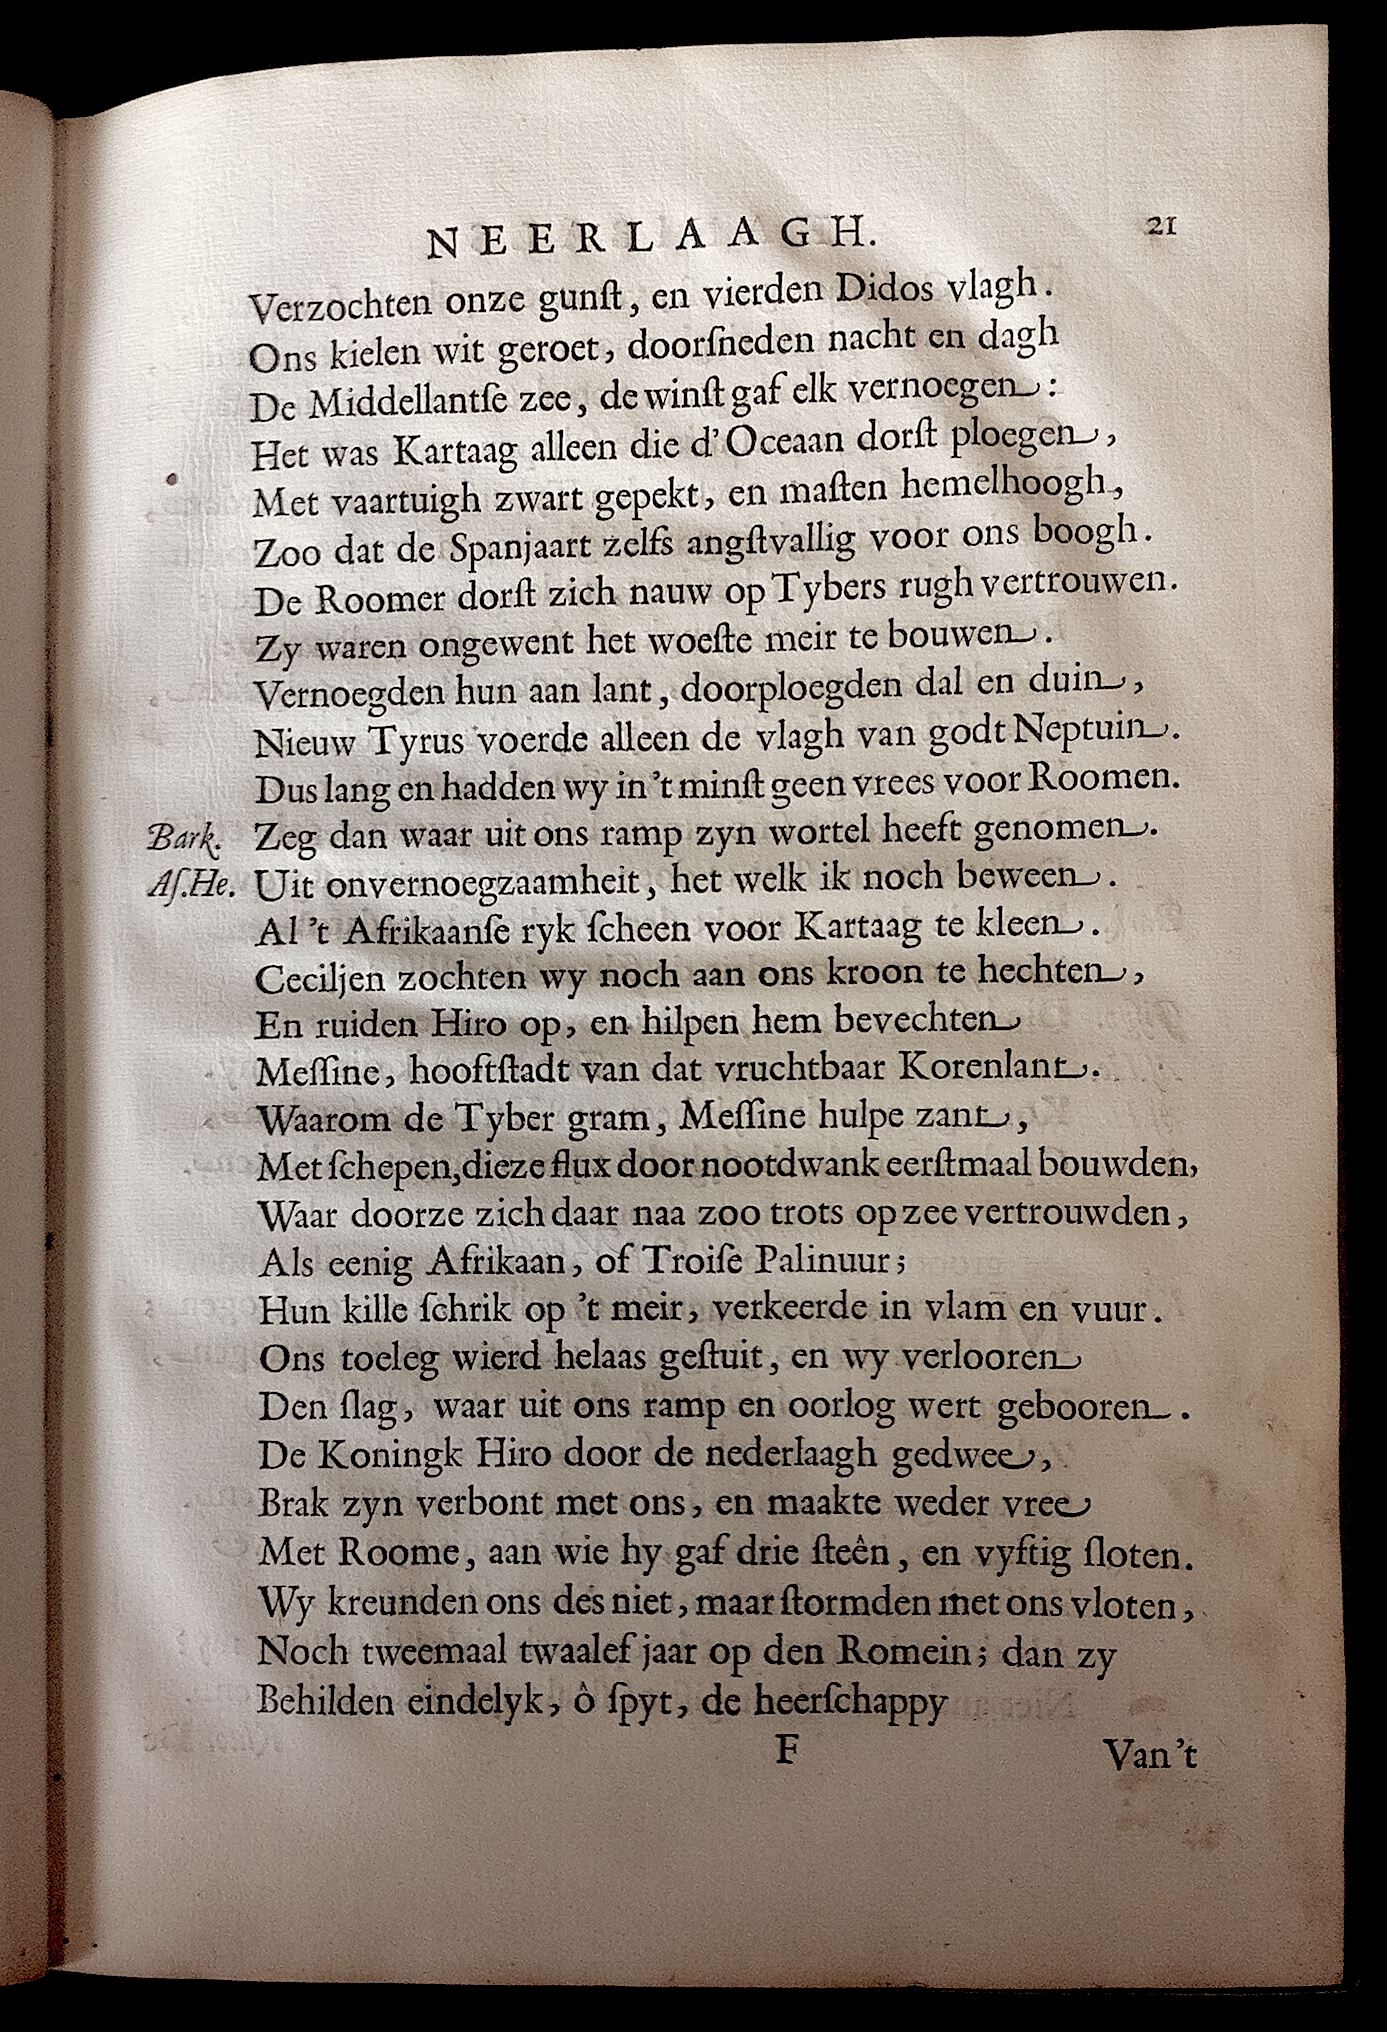 NEERLAAGH. 21
Verzochten onze gunſt, en vierden Didos vlagh.
Ons kielen wit geroet, doorſneden nacht en dagh
De Middellantſe zee, de winſt gaf elk vernoegen:
Het was Kartaag alleen die d'Oceaan dorſt ploegen,
Met vaartuigh zwart gepekt, en maſten hemelhoogh,
Zoo dat de Spanjaart zelfs angſtvallig voor ons boogh.
De Roomer dorſt zich nauw op Tybers rugh vertrouwen.
Zy waren ongewent het woeſte meir te bouwen.
Vernoegden hun aan lant, doorploegden dal en duin,
Nieuw Tyrus voerde alleen de vlagh van godt Neptuin.
Dus lang en hadden wy in 't minſt geen vrees voor Roomen.
Bark. Zeg dan waar uit ons ramp zyn wortel heeft genomen.
Aſ.He. Uit onvernoegzaamheit, het welk ik noch beween.
Al 't Afrikaanſe ryk ſcheen voor Kartaag te kleen.
Ceciljen zochten wy noch aan ons kroon te hechten,
En ruiden Hiro op, en hilpen hem bevechten
Meſſine, hooftſtadt van dat vruchtbaar Korenlant.
Waarom de Tyber gram, Meſſine hulpe zant,
Met ſchepen, dieze flux door nootdwank eerſtmaal bouwden,
Waar doorze zich daar naa zoo trots op zee vertrouwden,
Als eenig Afrikaan, of Troiſe Palinuur;
Hun kille ſchrik op 't meir, verkeerde in vlam en vuur.
Ons toeleg wierd helaas geſtuit, en wy verlooren
Den ſlag, waar uit ons ramp en oorlog wert gebooren.
De Koningk Hiro door de nederlaagh gedwee,
Brak zyn verbont met ons, en maakte weder vree
Met Roome, aan wie hy gaf drie ſteên, en vyftig ſloten.
Wy kreunden ons des niet, maar ſtormden met ons vloten,
Noch tweemaal twaalef jaar op den Romein; dan zy
Behilden eindelyk, ô ſpyt, de heerſchappy
F Van 't